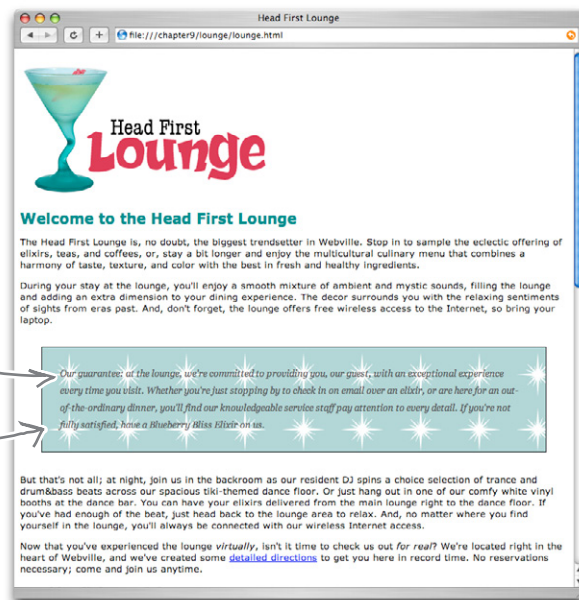 Head First Lounge
file:///chapter9/lounge/lounge.html
Head First
Lounge
Welcome to the Head First Lounge
The Head First Lounge is, no doubt, the biggest trendsetter in Webville. Stop in to sample the eclectic offering of
elixirs, teas, and coffees, or, stay a bit longer and enjoy the multicultural culinary menu that combines a
harmony of taste, texture, and color with the best in fresh and healthy ingredients.
During your stay at the lounge, you'll enjoy a smooth mixture of ambient and mystic sounds, filling the lounge
and adding an extra dimension to your dining experience. The decor surrounds you with the relaxing sentiments
of sights from eras past. And, don't forget, the lounge offers free wireless access to the Internet, so bring your
laptop.
Our guarantee: at the lounge, we're committed to providing you, our guest, with an exceptional experience
every time you visit. Whether you're just stopping by to check in on email over an elixir, or are here for an out-
of-the-ordinary dinner, you'll find our knowledgeable service staff pay attention to every detail. If you're not
fully satisfied, have a Blueberry Bliss Elixir on us.
But that's not all; at night, join us in the backroom as our resident DJ spins a choice selection of trance and
drum&bass beats across our spacious tiki-themed dance floor. Or just hang out in one of our comfy white vinyl
booths at the dance bar. You can have your elixirs delivered from the main lounge right to the dance floor. If
you've had enough of the beat, just head back to the lounge area to relax. And, no matter where you find
yourself in the lounge, you'll always be connected with our wireless Internet access.
Now that you've experienced the lounge virtually, isn't it time to check us out for real? We're located right in the
heart of Webville, and we've created some detailed directions to get you here in record time. No reservations
necessary; come and join us anytime.